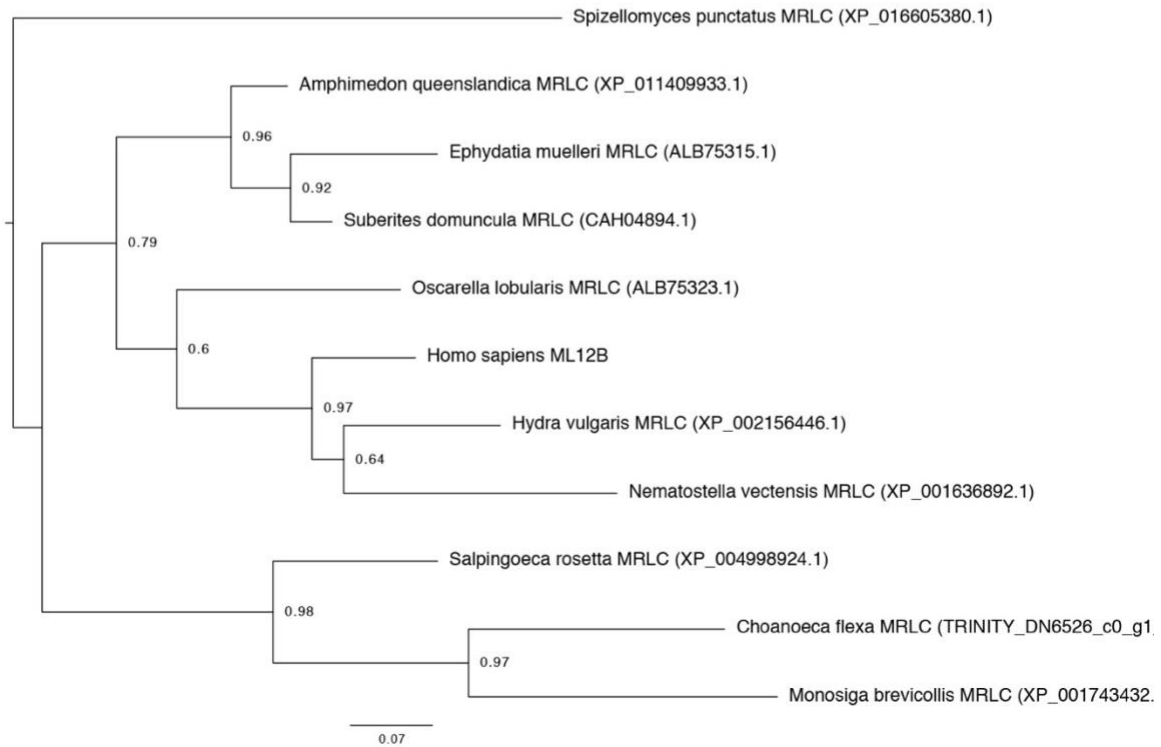 Spizellomyces punctatus MRLC (XP_016605380.1)
Amphimedon queenslandica MRLC (XP_011409933.1)
0.96
Ephydatia muelleri MRLC (ALB75315.1)
0.92
Suberites domuncula MRLC (CAH04894.1)
0.79
Oscarella lobularis MRLC (ALB75323.1)
0.6
Homo sapiens ML12B
0.97
Hydra vulgaris MRLC (XP_002156446.1)
0.64
Nematostella vectensis MRLC (XP_001636892.1)
Salpingoeca rosetta MRLC (XP_004998924.1)
0.98
Choanoeca flexa MRLC (TRINITY_DN6526_c0_g1
0.97
Monosiga brevicollis MRLC (XP_001743432.
0.07